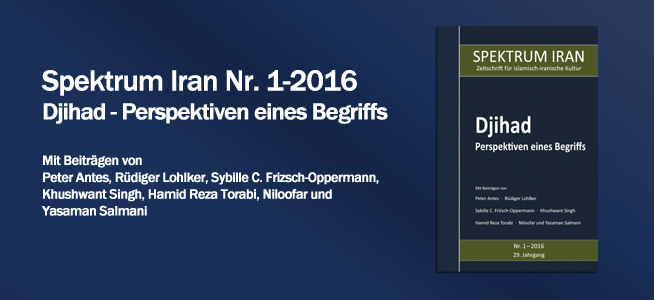 Spektrum Iran Nr. 1-2016
Djihad - Perspektiven eines Begriffs
Mit Beiträgen von
Peter Antes, Rüdiger Lohlker, Sybille C. Frizsch-Oppermann,
Khushwant Singh, Hamid Reza Torabi, Niloofar und
Yasaman Salmani
SPEKTRUM IRAN
Zeitschrift für islamisch-iranische Kultur
Djihad
Perspektiven eines Begriffs
Mit Beiträgen von
Peter Antes · Rüdiger Lohlker
Sybille C. Fritsch-Oppermann · Khushwant Singh
Hamid Reza Torabi · Niloofar und Yasaman Salmani
Nr. 1—2016
29. Jahrgang